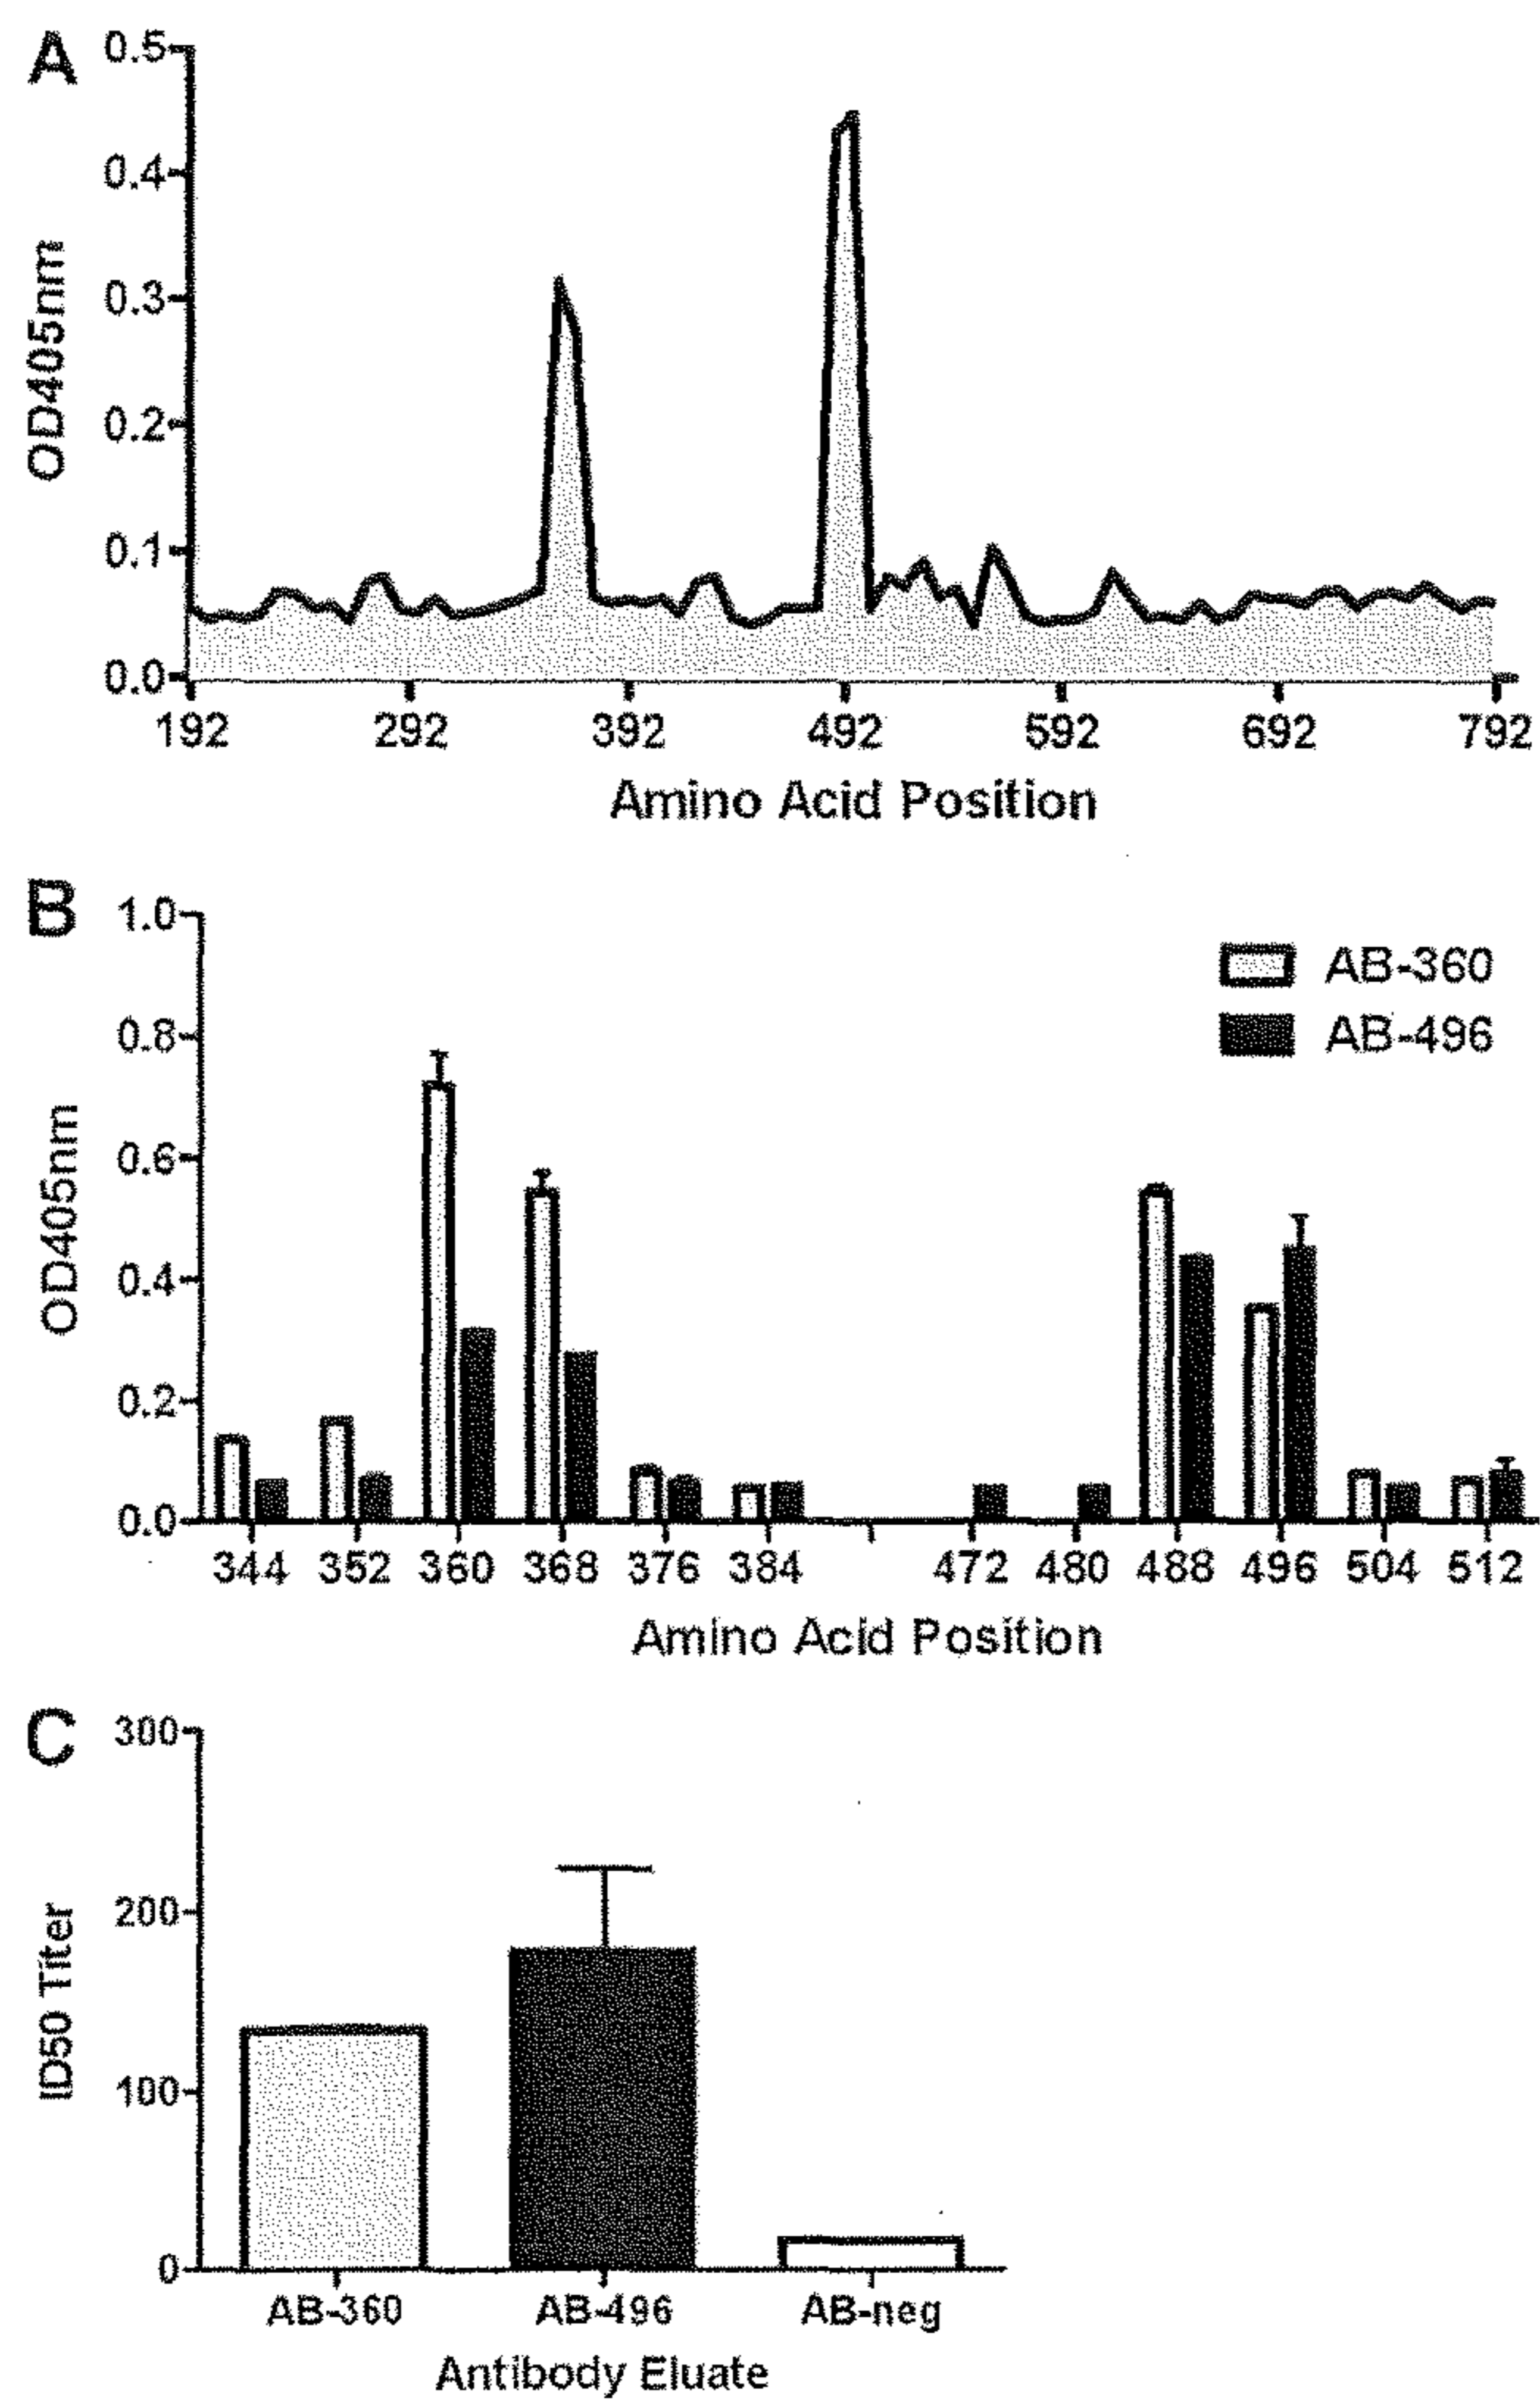 A
0.5
0.4
0.3
0.2
0.1
0.0
OD405nm
192 292 392 492 592 692 792
Amino Acid Position
B
1.0
0.8
0.6
0.4
0.2
0.0
OD405nm
AB-360
AB-496
344 352 360 368 376 384 472 480 488 496 504 512
Amino Acid Position
C
300
200
100
0
ID50 Titer
AB-360 AB-496 AB-neg
Antibody Eluate